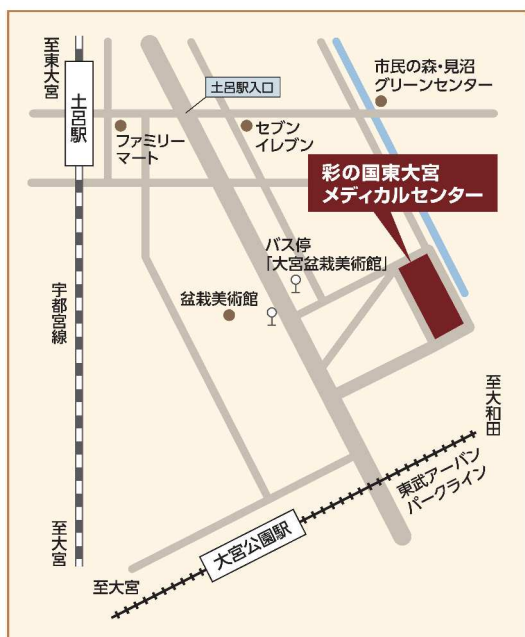 至東大宮
土呂駅
土呂駅入口
市民の森・見沼
グリーンセンター
ファミリー
マート
セブン
イレブン
彩の国東大宮
メディカルセンター
バス停
「大宮盆栽美術館」
盆栽美術館
宇都宮線
至大和田
東武アーバン
パークライン
至大宮
大宮公園駅
至大宮